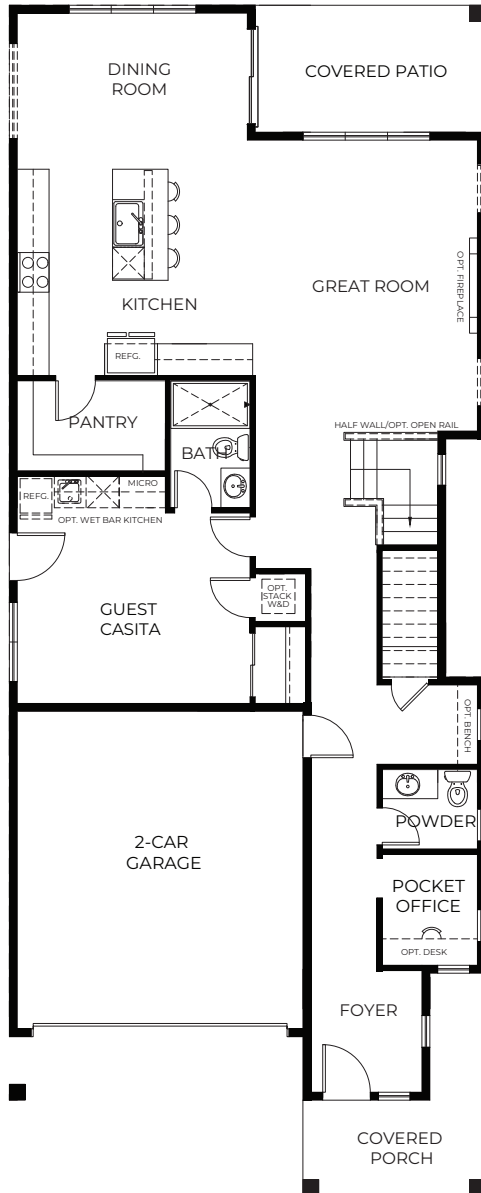 DINING
ROOM
COVERED PATIO
GREAT ROOM
OPT. FIREPLACE
KITCHEN
REFG.
PANTRY
HALF WALL/OPT. OPEN RAIL
BATH
MICRO
REFG.
OPT. WET BAR KITCHEN
OPT.
STACK
W&D
GUEST
CASITA
OPT. BENCH
POWDER
2-CAR
GARAGE
POCKET
OFFICE
OPT. DESK
FOYER
COVERED
PORCH